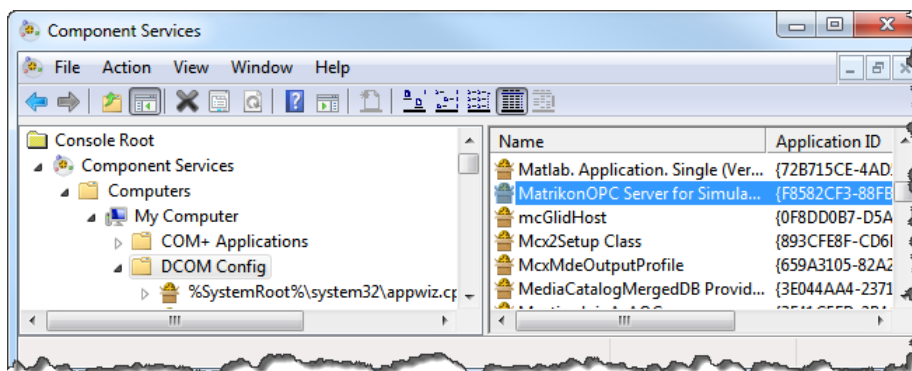 Component Services
File Action View Window Help
Console Root
Component Services
Computers
My Computer
COM+ Applications
DCOM Config
%SystemRoot%\system32\appwiz.cp
Name Application ID
Matlab. Application. Single (Ver... {72B715CE-4AD
MatrikonOPC Server for Simula... {F8582CF3-88FB
mcGlidHost {0F8DD0B7-D5A
Mcx2Setup Class {893CFE8F-CD6
McxMdeOutputProfile {659A3105-82A2
MediaCatalogMergedDB Provid... {3E044AA4-2371